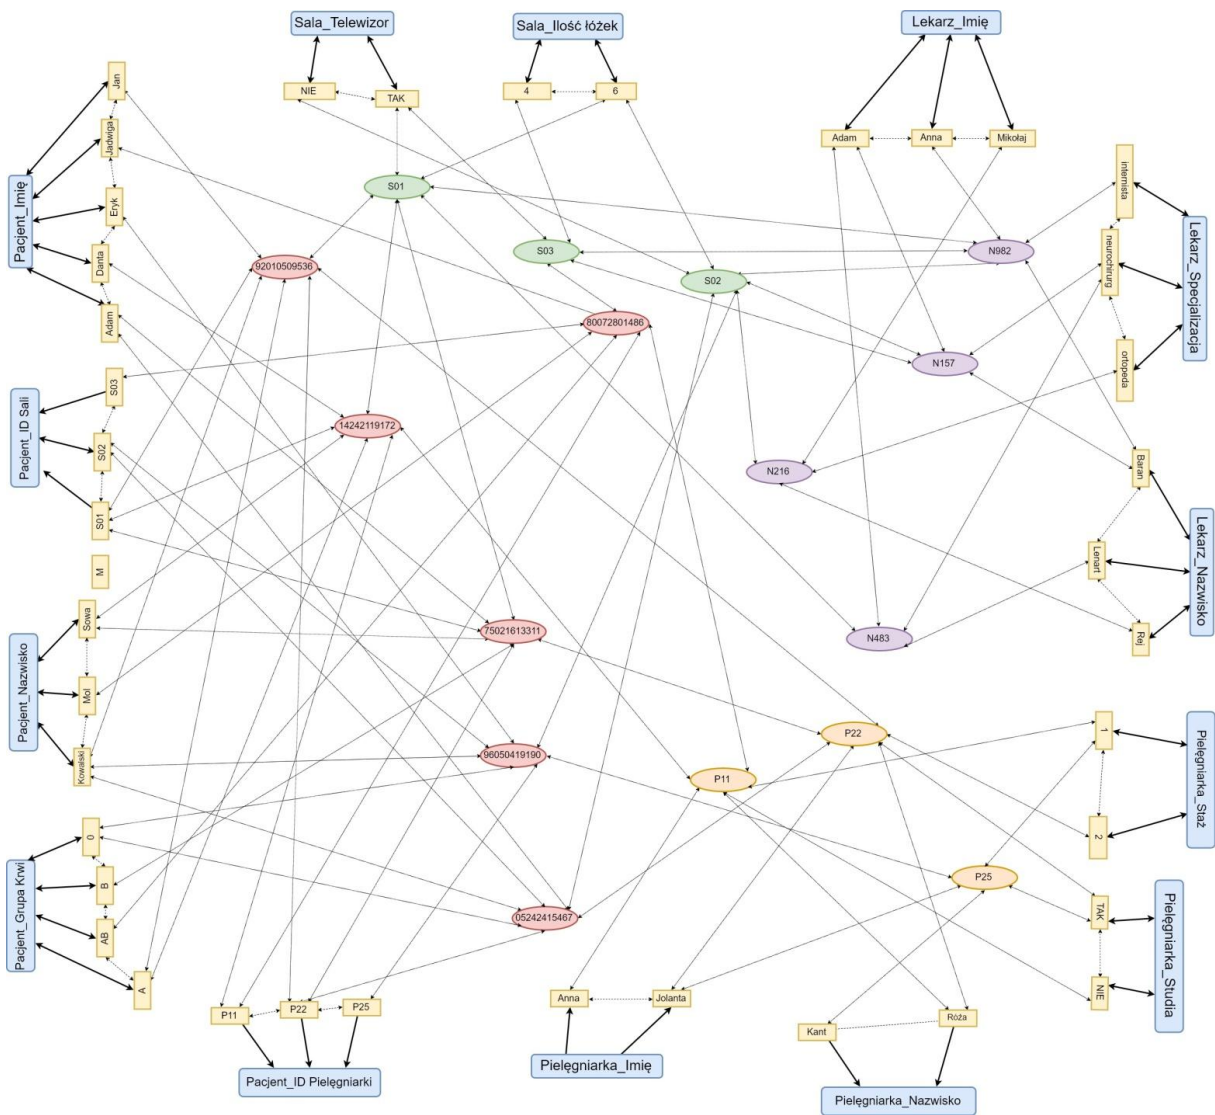 Sala_Telewizor
Sala_Ilość łóżek
Lekarz_Imię
NIE
TAK
4
6
Adam
Anna
Mikołaj
Pacjent_Imię
Jan
Jadwiga
Eryk
Danta
Adam
S01
S03
S02
N982
N157
N216
N483
internista
neurochirurg
ortopeda
Lekarz_Specjalizacja
92010509536
80072801486
14242119172
75021613311
96050419190
05242415467
Pacjent_ID Sali
S03
S02
S01
M
Baran
Lenart
Rej
Lekarz_Nazwisko
Pacjent_Nazwisko
Sowa
Mol
Kowalski
P22
P11
P25
1
2
Pielęgniarka_Staż
Pacjent_Grupa Krwi
0
B
AB
A
TAK
NIE
Pielęgniarka_Studia
P11
P22
P25
Pacjent_ID Pielęgniarki
Anna
Jolanta
Pielęgniarka_Imię
Kant
Róża
Pielęgniarka_Nazwisko